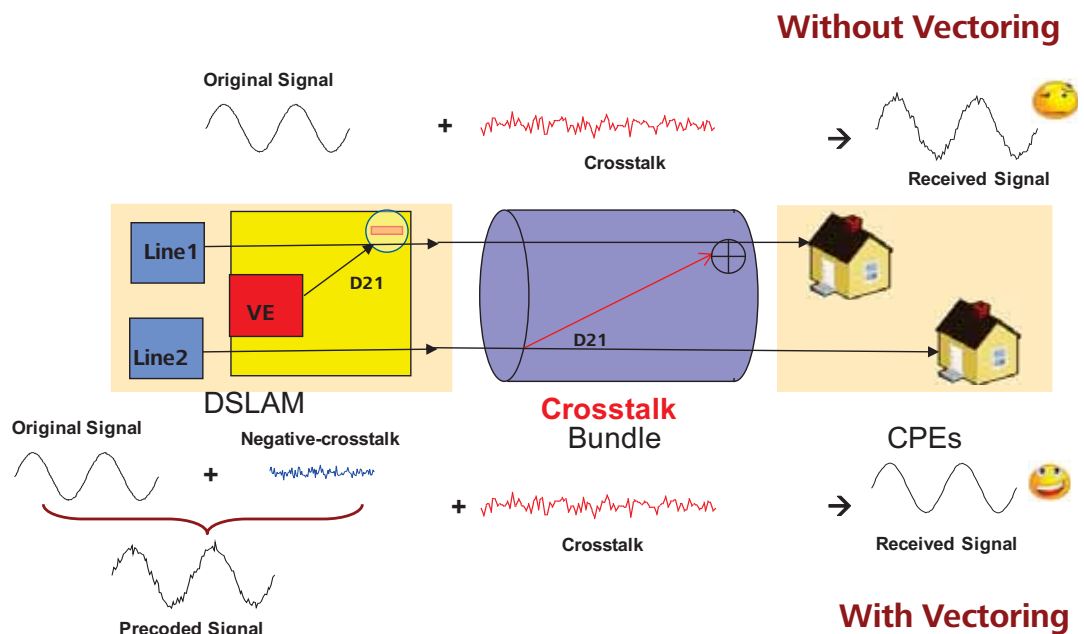 Without Vectoring
Original Signal
+
Crosstalk
→
Received Signal
Line1
D21
VE
Line2
D21
DSLAM
Crosstalk
Bundle
CPEs
Original Signal
Negative-crosstalk
+
+
Crosstalk
→
Received Signal
Precoded Signal
With Vectoring